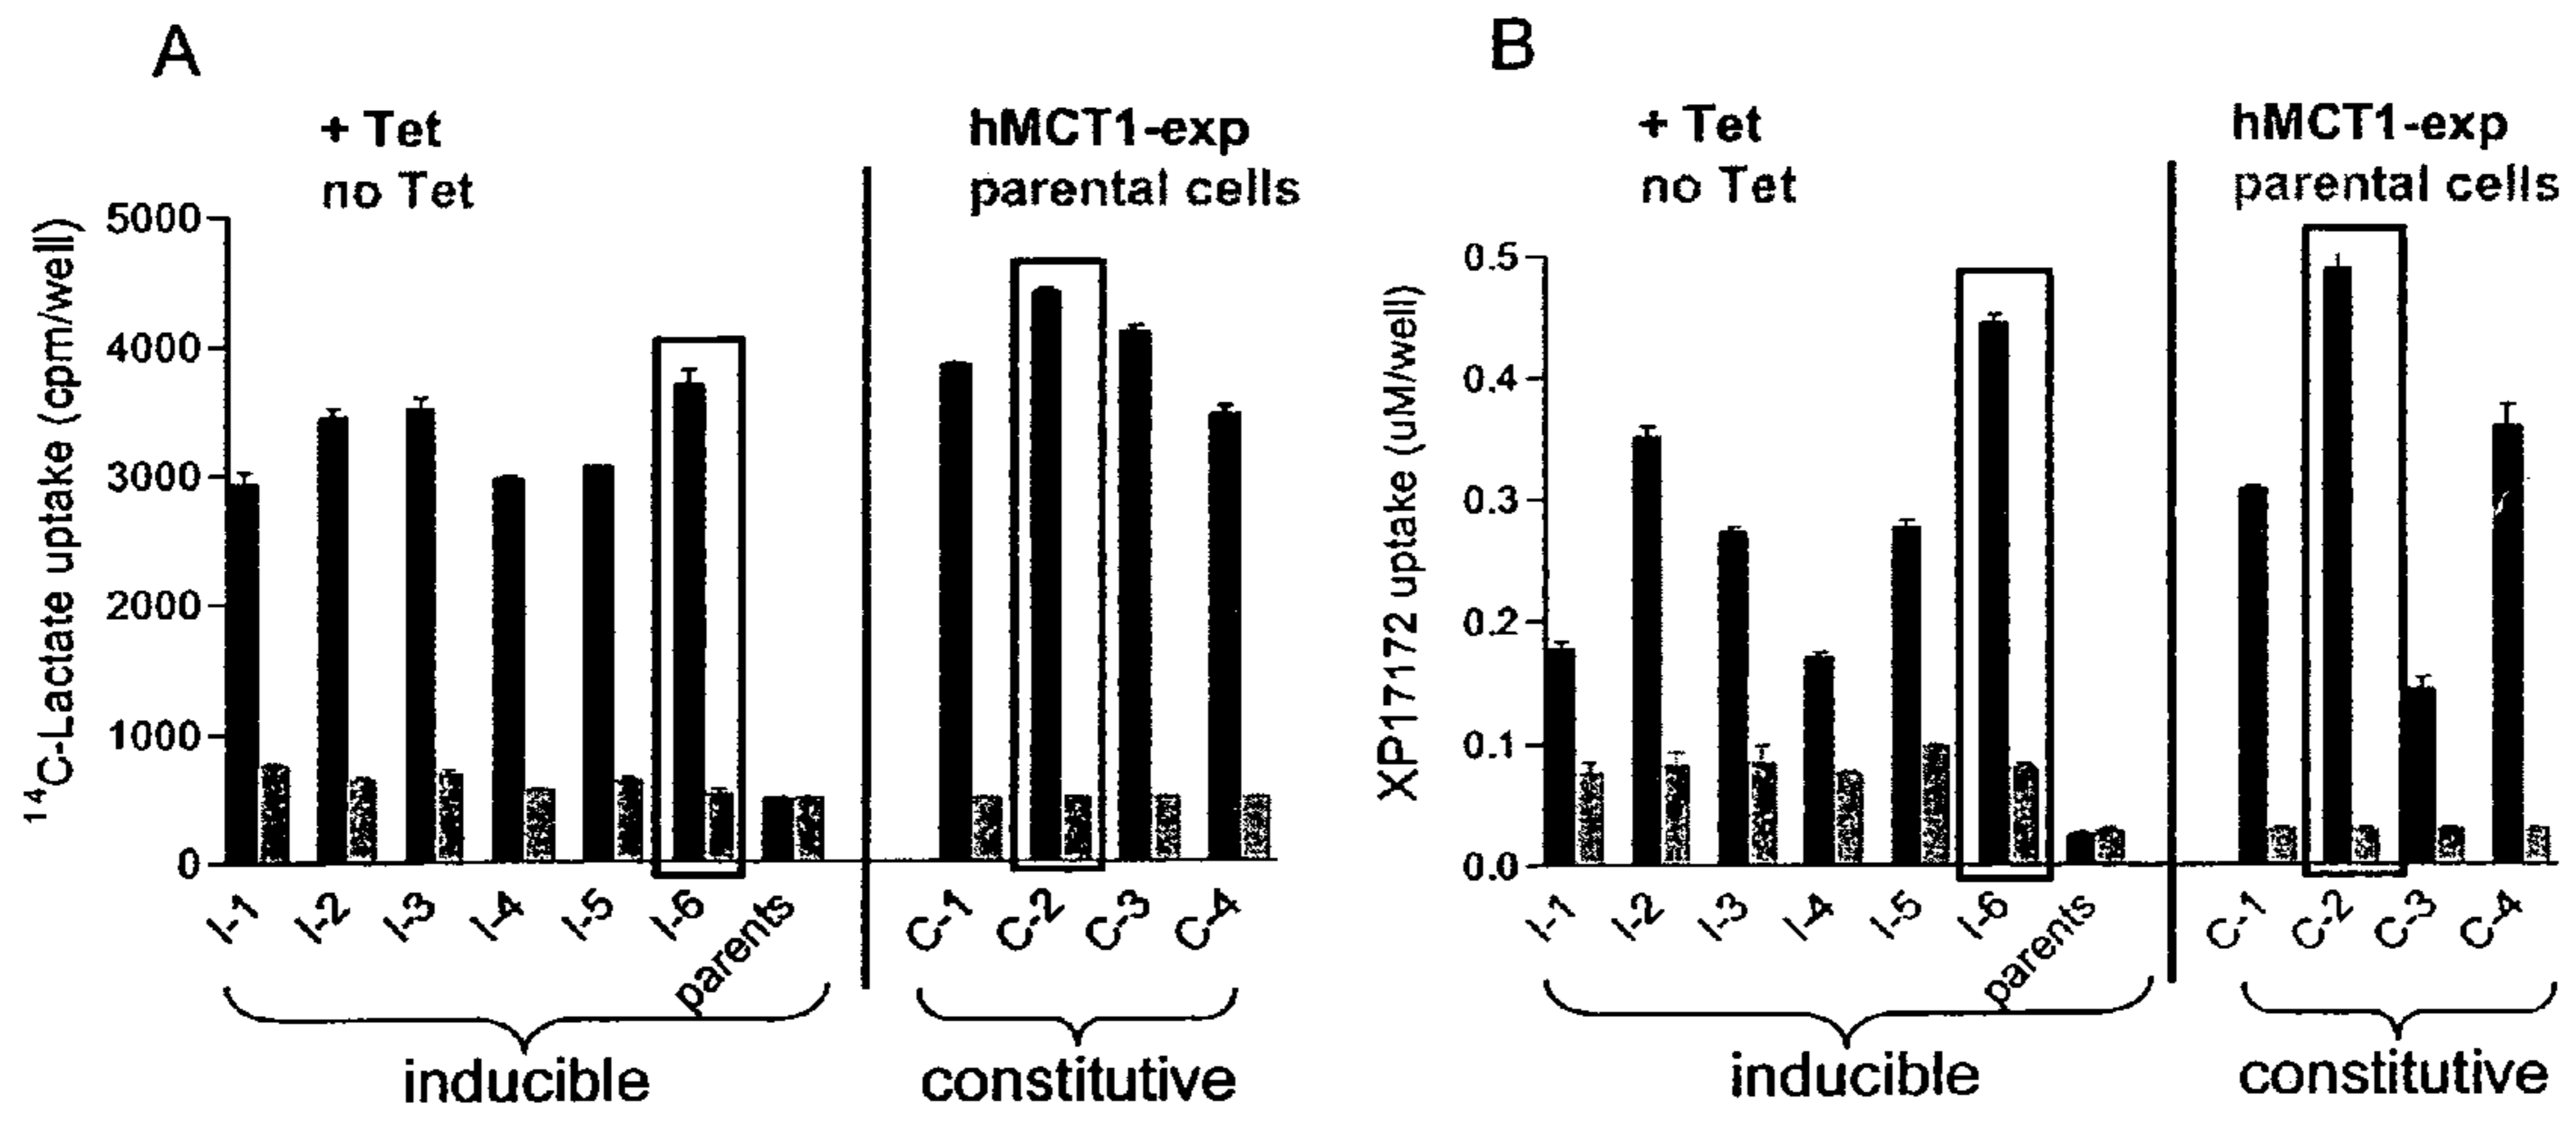 A
+ Tet
no Tet
hMCT1-exp
parental cells
14C-Lactate uptake (cpm/well)
5000
4000
3000
2000
1000
0
I-1
I-2
I-3
I-4
I-5
I-6
parents
C-1
C-2
C-3
C-4
inducible
constitutive
B
+ Tet
no Tet
hMCT1-exp
parental cells
XP17172 uptake (uM/well)
0.5
0.4
0.3
0.2
0.1
0.0
I-1
I-2
I-3
I-4
I-5
I-6
parents
C-1
C-2
C-3
C-4
inducible
constitutive